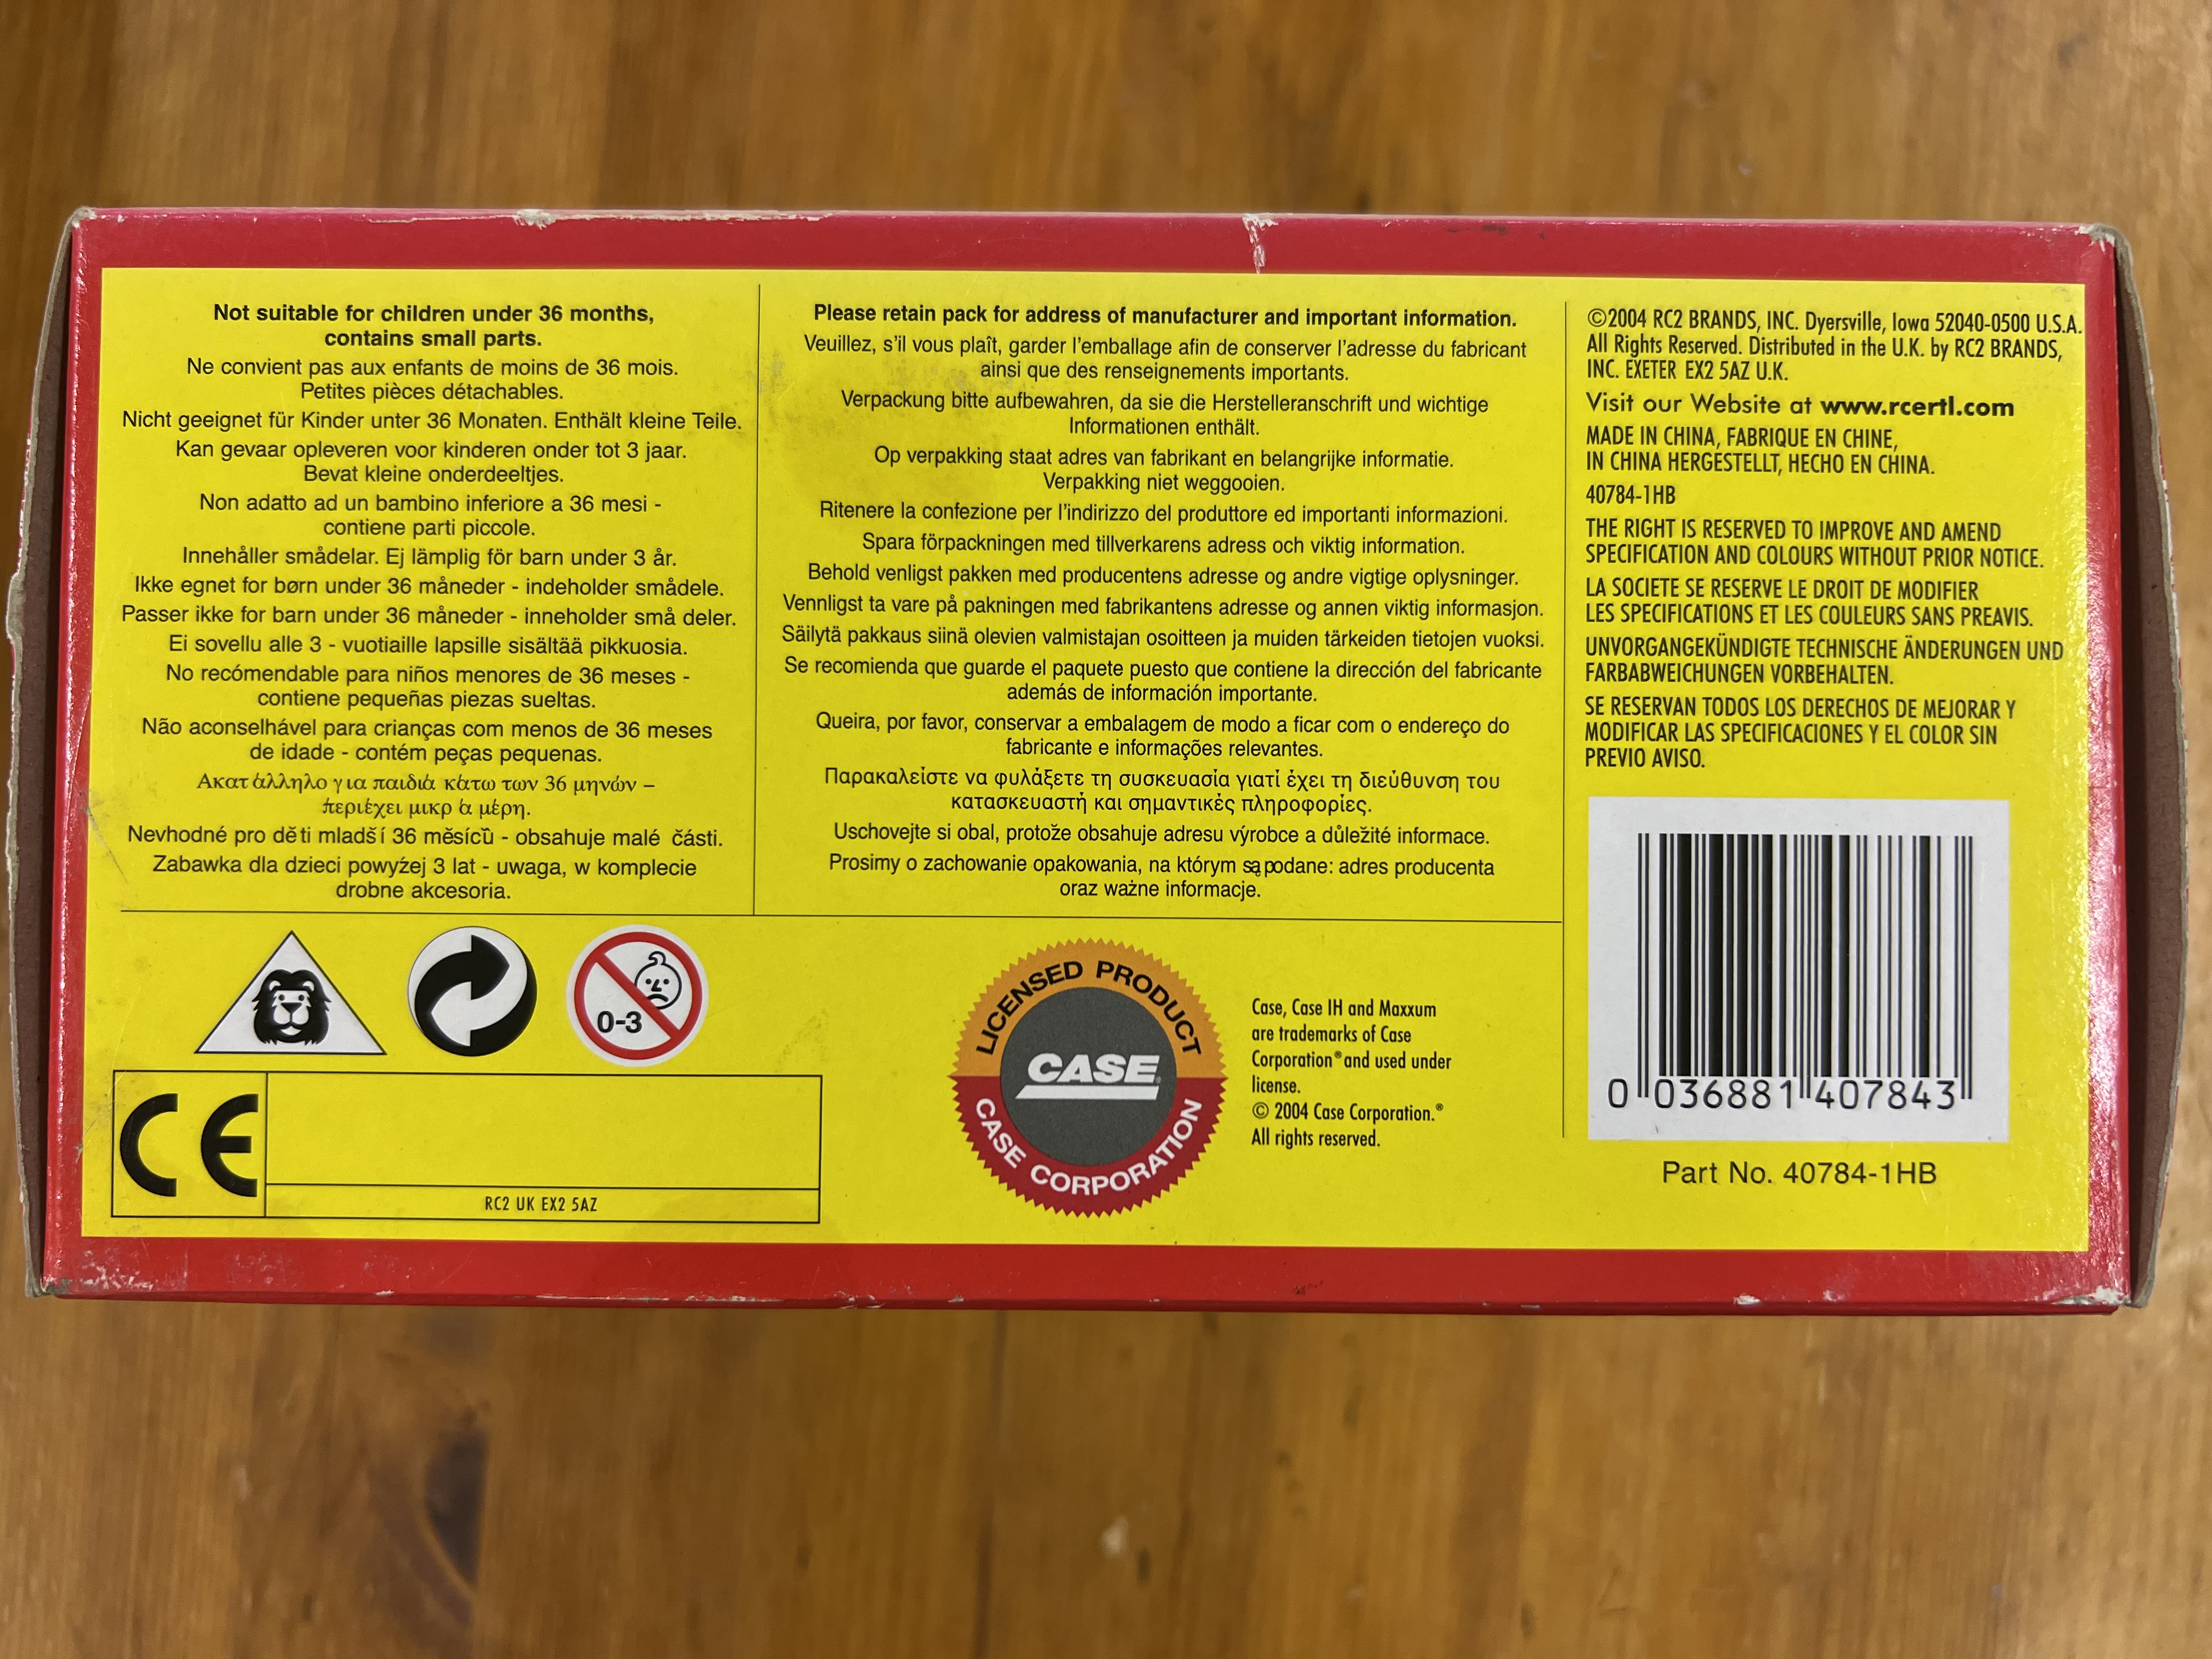 Not suitable for children under 36 months,
contains small parts.
Ne convient pas aux enfants de moins de 36 mois.
Petites pièces détachables.
Nicht geeignet für Kinder unter 36 Monaten. Enthält kleine Teile.
Kan gevaar opleveren voor kinderen onder tot 3 jaar.
Bevat kleine onderdeeltjes.
Non adatto ad un bambino inferiore a 36 mesi -
contiene parti piccole.
Innehåller smådelar. Ej lämplig för barn under 3 år.
Ikke egnet for børn under 36 måneder - indeholder smådele.
Passer ikke for barn under 36 måneder - inneholder små deler.
Ei sovellu alle 3 - vuotiaille lapsille sisältää pikkuosia.
No recómendable para niños menores de 36 meses -
contiene pequeñas piezas sueltas.
Não aconselhável para crianças com menos de 36 meses
de idade - contém peças pequenas.
Ακατάλληλο για παιδιά κάτω των 36 μηνών –
περιέχει μικρά μέρη.
Nevhodné pro děti mladší 36 měsíců - obsahuje malé části.
Zabawka dla dzieci powyźej 3 lat - uwaga, w komplecie
drobne akcesoria.
Please retain pack for address of manufacturer and important information.
Veuillez, s'il vous plaît, garder l'emballage afin de conserver l'adresse du fabricant
ainsi que des renseignements importants.
Verpackung bitte aufbewahren, da sie die Herstelleranschrift und wichtige
Informationen enthält.
Op verpakking staat adres van fabrikant en belangrijke informatie.
Verpakking niet weggooien.
Ritenere la confezione per l'indirizzo del produttore ed importanti informazioni.
Spara förpackningen med tillverkarens adress och viktig information.
Behold venligst pakken med producentens adresse og andre vigtige oplysninger.
Vennligst ta vare på pakningen med fabrikantens adresse og annen viktig informasjon.
Säilytä pakkaus siinä olevien valmistajan osoitteen ja muiden tärkeiden tietojen vuoksi.
Se recomienda que guarde el paquete puesto que contiene la dirección del fabricante
además de información importante.
Queira, por favor, conservar a embalagem de modo a ficar com o endereço do
fabricante e informações relevantes.
Παρακαλείστε να φυλάξετε τη συσκευασία γιατί έχει τη διεύθυνση του
κατασκευαστή και σημαντικές πληροφορίες.
Uschovejte si obal, protože obsahuje adresu výrobce a důležité informace.
Prosimy o zachowanie opakowania, na którym są podane: adres producenta
oraz ważne informacje.
©2004 RC2 BRANDS, INC. Dyersville, Iowa 52040-0500 U.S.A.
All Rights Reserved. Distributed in the U.K. by RC2 BRANDS,
INC. EXETER EX2 5AZ U.K.
Visit our Website at www.rcertl.com
MADE IN CHINA, FABRIQUE EN CHINE,
IN CHINA HERGESTELLT, HECHO EN CHINA.
40784-1HB
THE RIGHT IS RESERVED TO IMPROVE AND AMEND
SPECIFICATION AND COLOURS WITHOUT PRIOR NOTICE.
LA SOCIETE SE RESERVE LE DROIT DE MODIFIER
LES SPECIFICATIONS ET LES COULEURS SANS PREAVIS.
UNVORGANGEKÜNDIGTE TECHNISCHE ÄNDERUNGEN UND
FARBABWEICHUNGEN VORBEHALTEN.
SE RESERVAN TODOS LOS DERECHOS DE MEJORAR Y
MODIFICAR LAS SPECIFICACIONES Y EL COLOR SIN
PREVIO AVISO.
0 036881 407843
Part No. 40784-1HB
0-3
CE
RC2 UK EX2 5AZ
LICENSED PRODUCT
CASE
CASE CORPORATION
Case, Case IH and Maxxum
are trademarks of Case
Corporation® and used under
license.
© 2004 Case Corporation.®
All rights reserved.